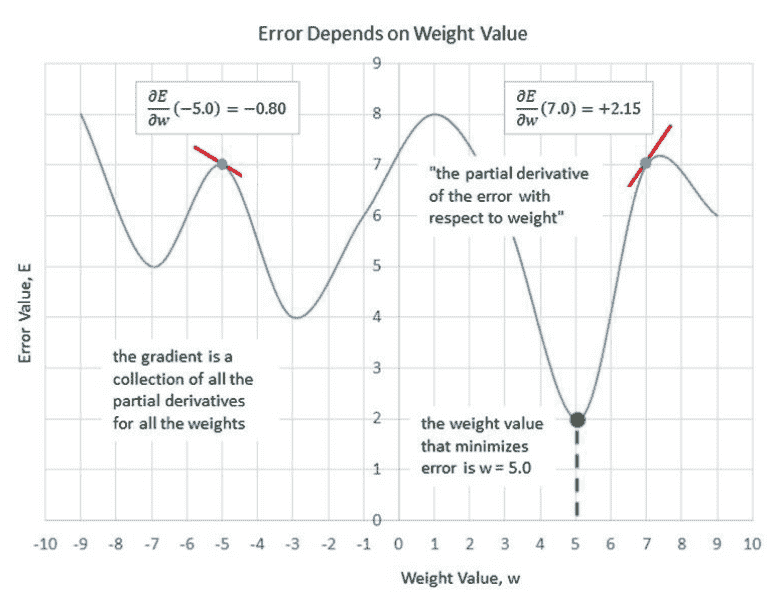 Error Depends on Weight Value
∂E/∂w (−5.0) = −0.80
∂E/∂w (7.0) = +2.15
"the partial derivative
of the error with
respect to weight"
the gradient is a
collection of all the
partial derivatives
for all the weights
the weight value
that minimizes
error is w = 5.0
Error Value, E
9
8
7
6
5
4
3
2
1
0
-10 -9 -8 -7 -6 -5 -4 -3 -2 -1 0 1 2 3 4 5 6 7 8 9 10
Weight Value, w